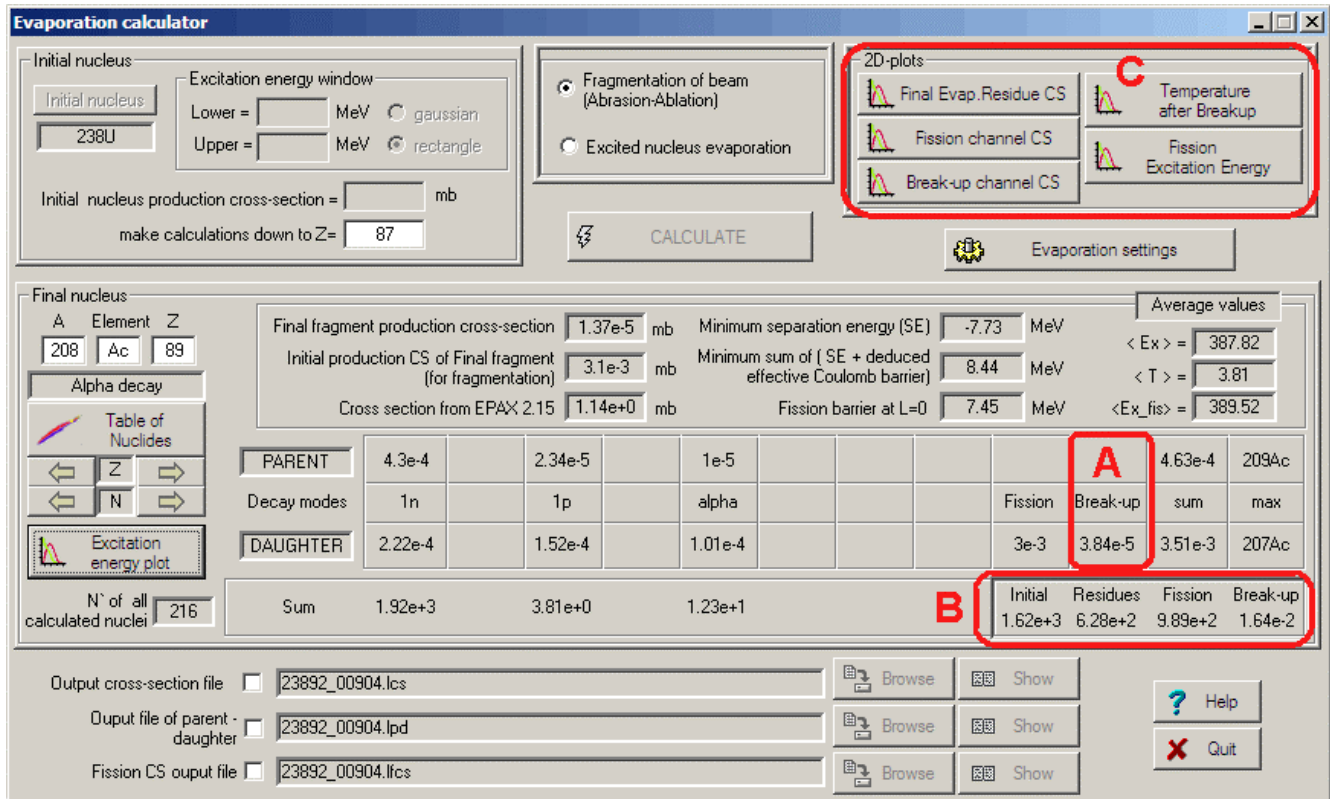 Evaporation calculator
Initial nucleus
Initial nucleus
238U
Excitation energy window
Lower = MeV
Upper = MeV
gaussian
rectangle
Initial nucleus production cross-section = mb
make calculations down to Z= 87
Fragmentation of beam
(Abrasion-Ablation)
Excited nucleus evaporation
CALCULATE
2D-plots
C
Final Evap.Residue CS
Fission channel CS
Break-up channel CS
Temperature
after Breakup
Fission
Excitation Energy
Evaporation settings
Final nucleus
A Element Z
208 Ac 89
Alpha decay
Table of
Nuclides
Z
N
Excitation
energy plot
N` of all
calculated nuclei 216
Final fragment production cross-section 1.37e-5 mb
Initial production CS of Final fragment
(for fragmentation) 3.1e-3 mb
Cross section from EPAX 2.15 1.14e+0 mb
Minimum separation energy (SE) -7.73 MeV
Minimum sum of ( SE + deduced
effective Coulomb barrier) 8.44 MeV
Fission barrier at L=0 7.45 MeV
Average values
< Ex > = 387.82
< T > = 3.81
<Ex_fis> = 389.52
PARENT 4.3e-4 2.34e-5 1e-5 A 4.63e-4 209Ac
Decay modes 1n 1p alpha Fission Break-up sum max
DAUGHTER 2.22e-4 1.52e-4 1.01e-4 3e-3 3.84e-5 3.51e-3 207Ac
Sum 1.92e+3 3.81e+0 1.23e+1
B
Initial Residues Fission Break-up
1.62e+3 6.28e+2 9.89e+2 1.64e-2
Output cross-section file 23892_00904.lcs Browse Show
Ouput file of parent -
daughter 23892_00904.lpd Browse Show
Fission CS ouput file 23892_00904.lfcs Browse Show
? Help
Quit